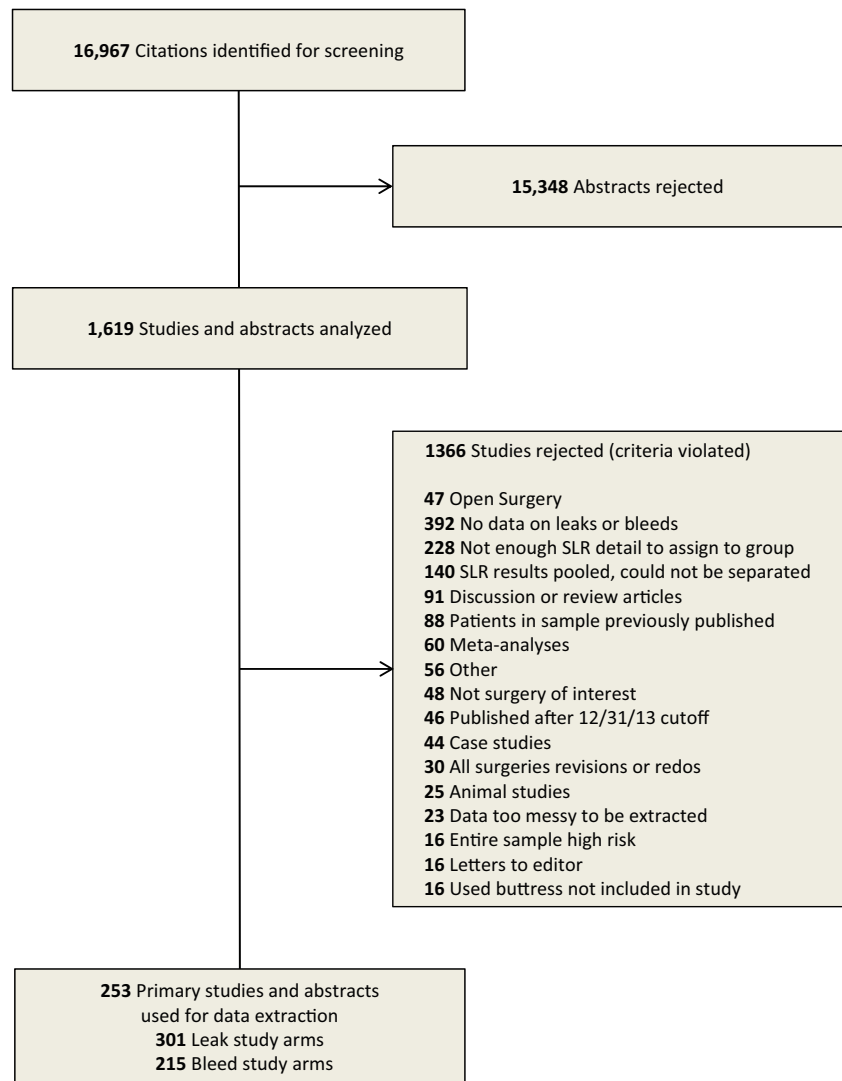 16,967 Citations identified for screening
15,348 Abstracts rejected
1,619 Studies and abstracts analyzed
1366 Studies rejected (criteria violated)
47 Open Surgery
392 No data on leaks or bleeds
228 Not enough SLR detail to assign to group
140 SLR results pooled, could not be separated
91 Discussion or review articles
88 Patients in sample previously published
60 Meta-analyses
56 Other
48 Not surgery of interest
46 Published after 12/31/13 cutoff
44 Case studies
30 All surgeries revisions or redos
25 Animal studies
23 Data too messy to be extracted
16 Entire sample high risk
16 Letters to editor
16 Used buttress not included in study
253 Primary studies and abstracts
used for data extraction
301 Leak study arms
215 Bleed study arms